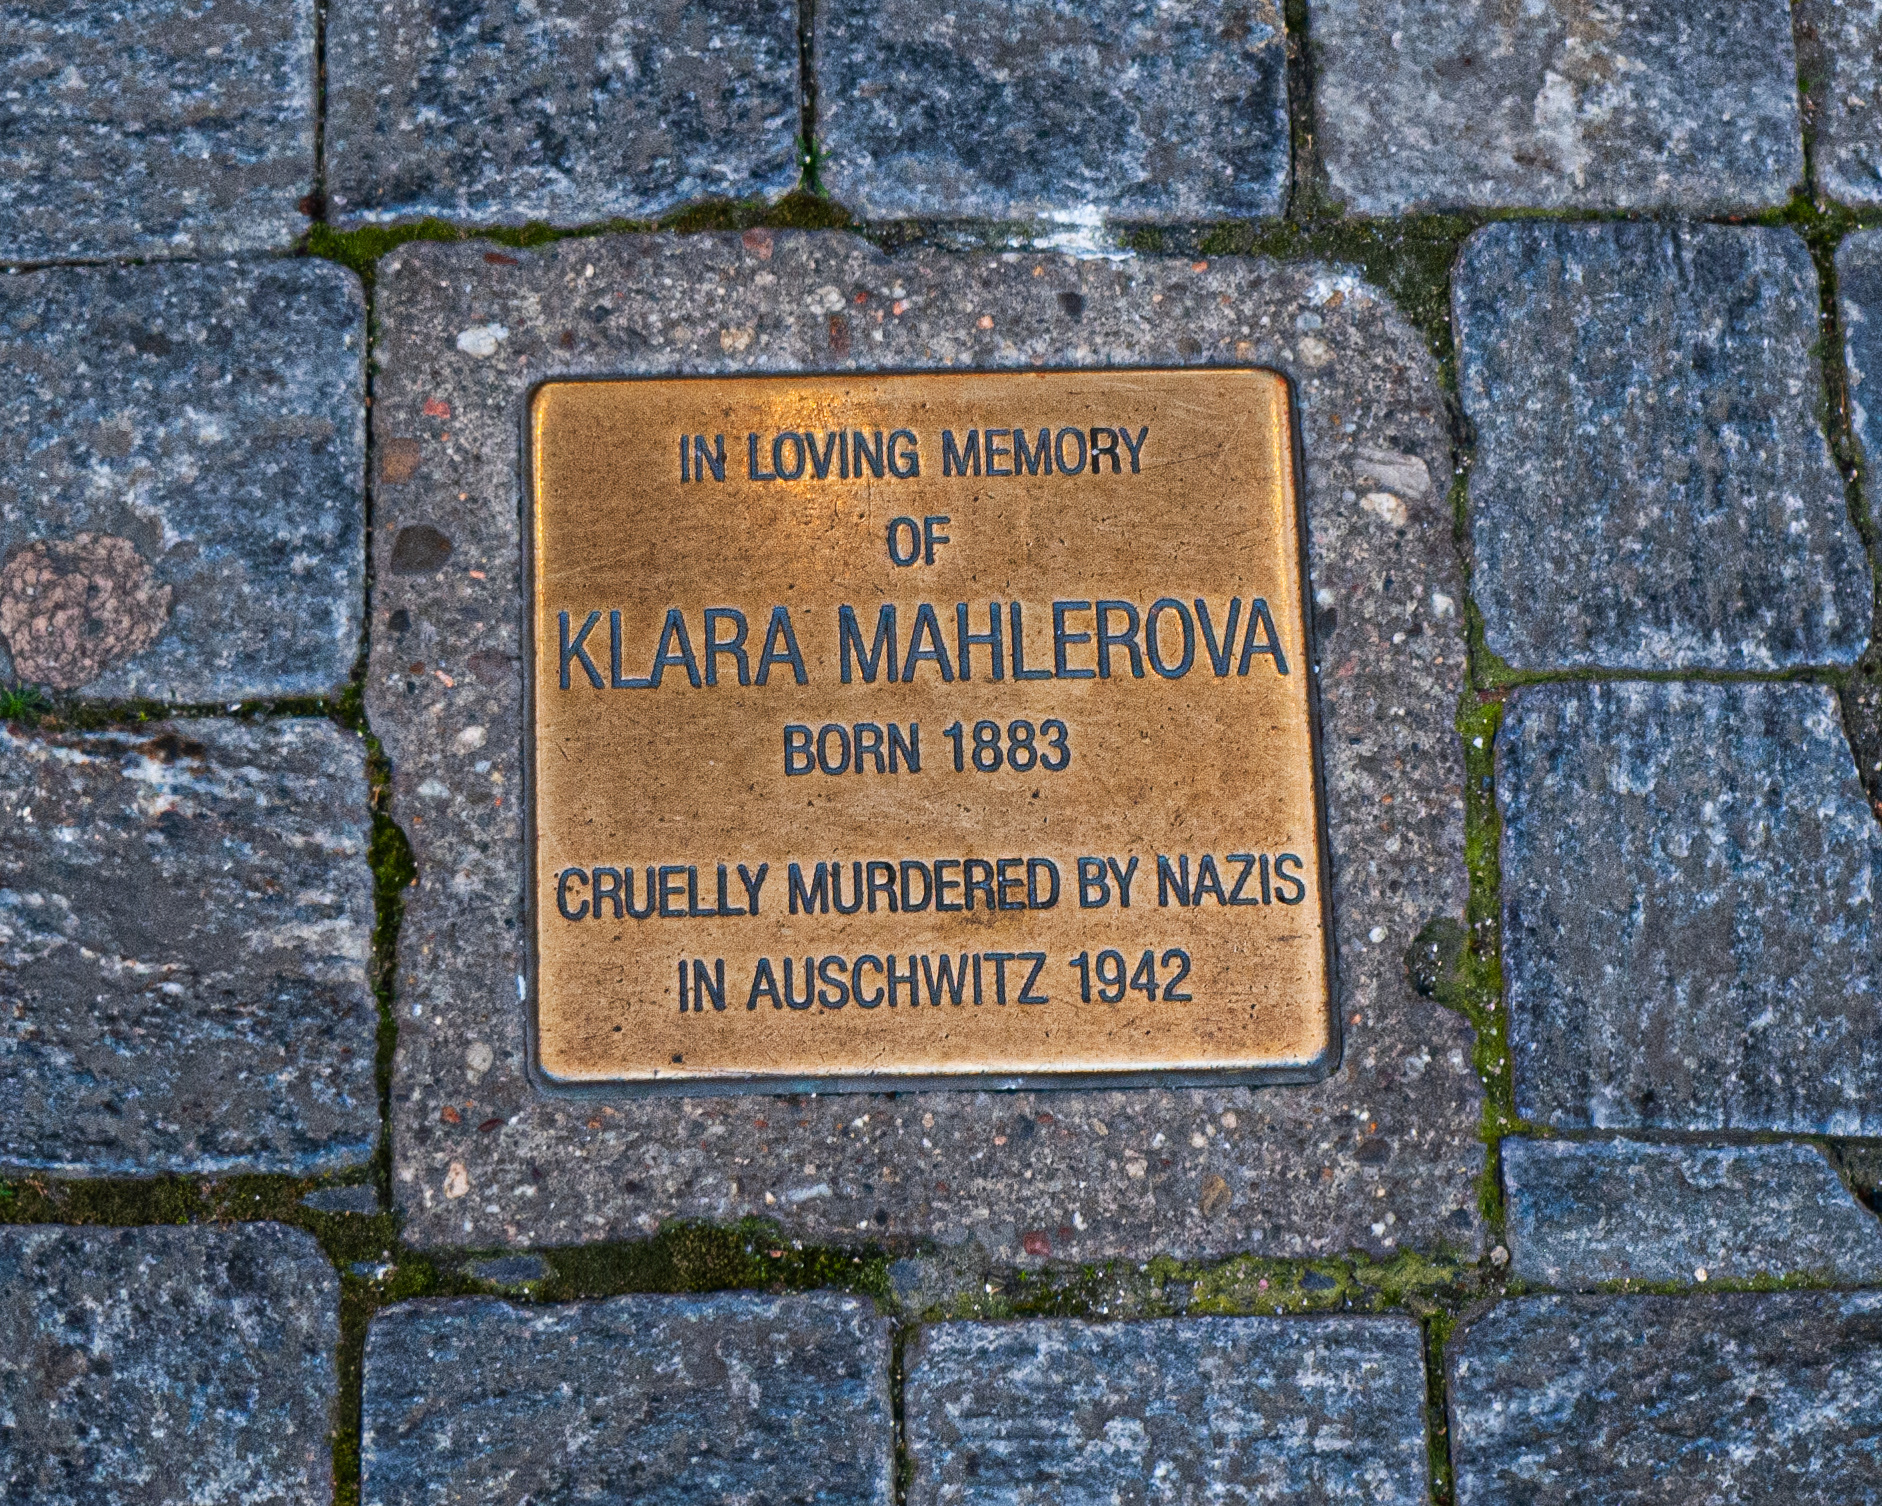 IN LOVING MEMORY
OF
KLARA MAHLEROVA
BORN 1883
CRUELLY MURDERED BY NAZIS
IN AUSCHWITZ 1942